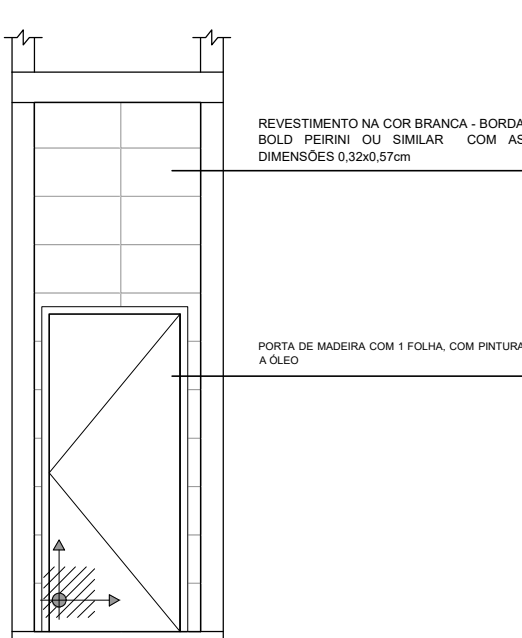 REVESTIMENTO NA COR BRANCA - BORDA
BOLD PEIRINI OU SIMILAR COM AS
DIMENSÕES 0,32x0,57cm
PORTA DE MADEIRA COM 1 FOLHA, COM PINTURA
A ÓLEO